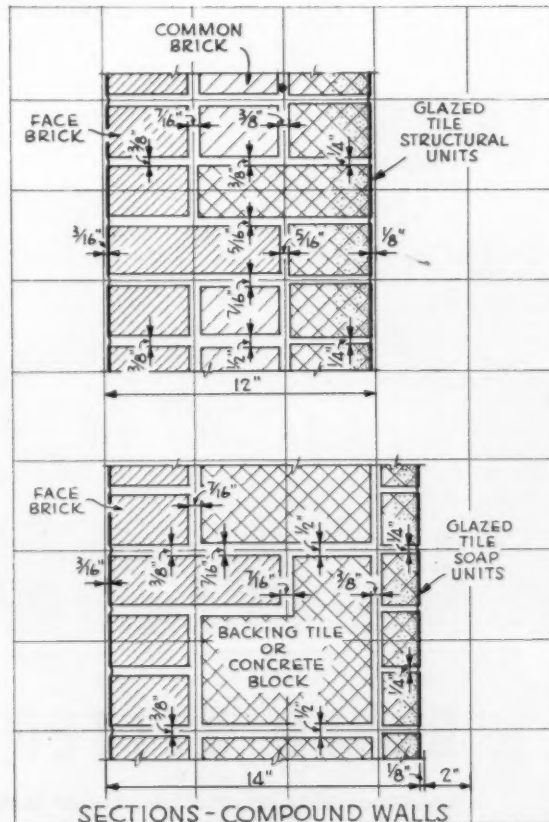 COMMON
BRICK
FACE
BRICK
GLAZED
TILE
STRUCTURAL
UNITS
7/16"
3/8"
3/8"
3/8"
1/4"
3/16"
5/16"
5/16"
1/8"
7/16"
3/8"
1/2"
1/4"
12"
FACE
BRICK
7/16"
GLAZED
TILE
SOAP
UNITS
3/16"
3/8"
7/16"
1/2"
1/4"
7/16"
3/8"
BACKING TILE
OR
CONCRETE
BLOCK
1/4"
3/8"
1/2"
14"
1/8"
2"
SECTIONS - COMPOUND WALLS